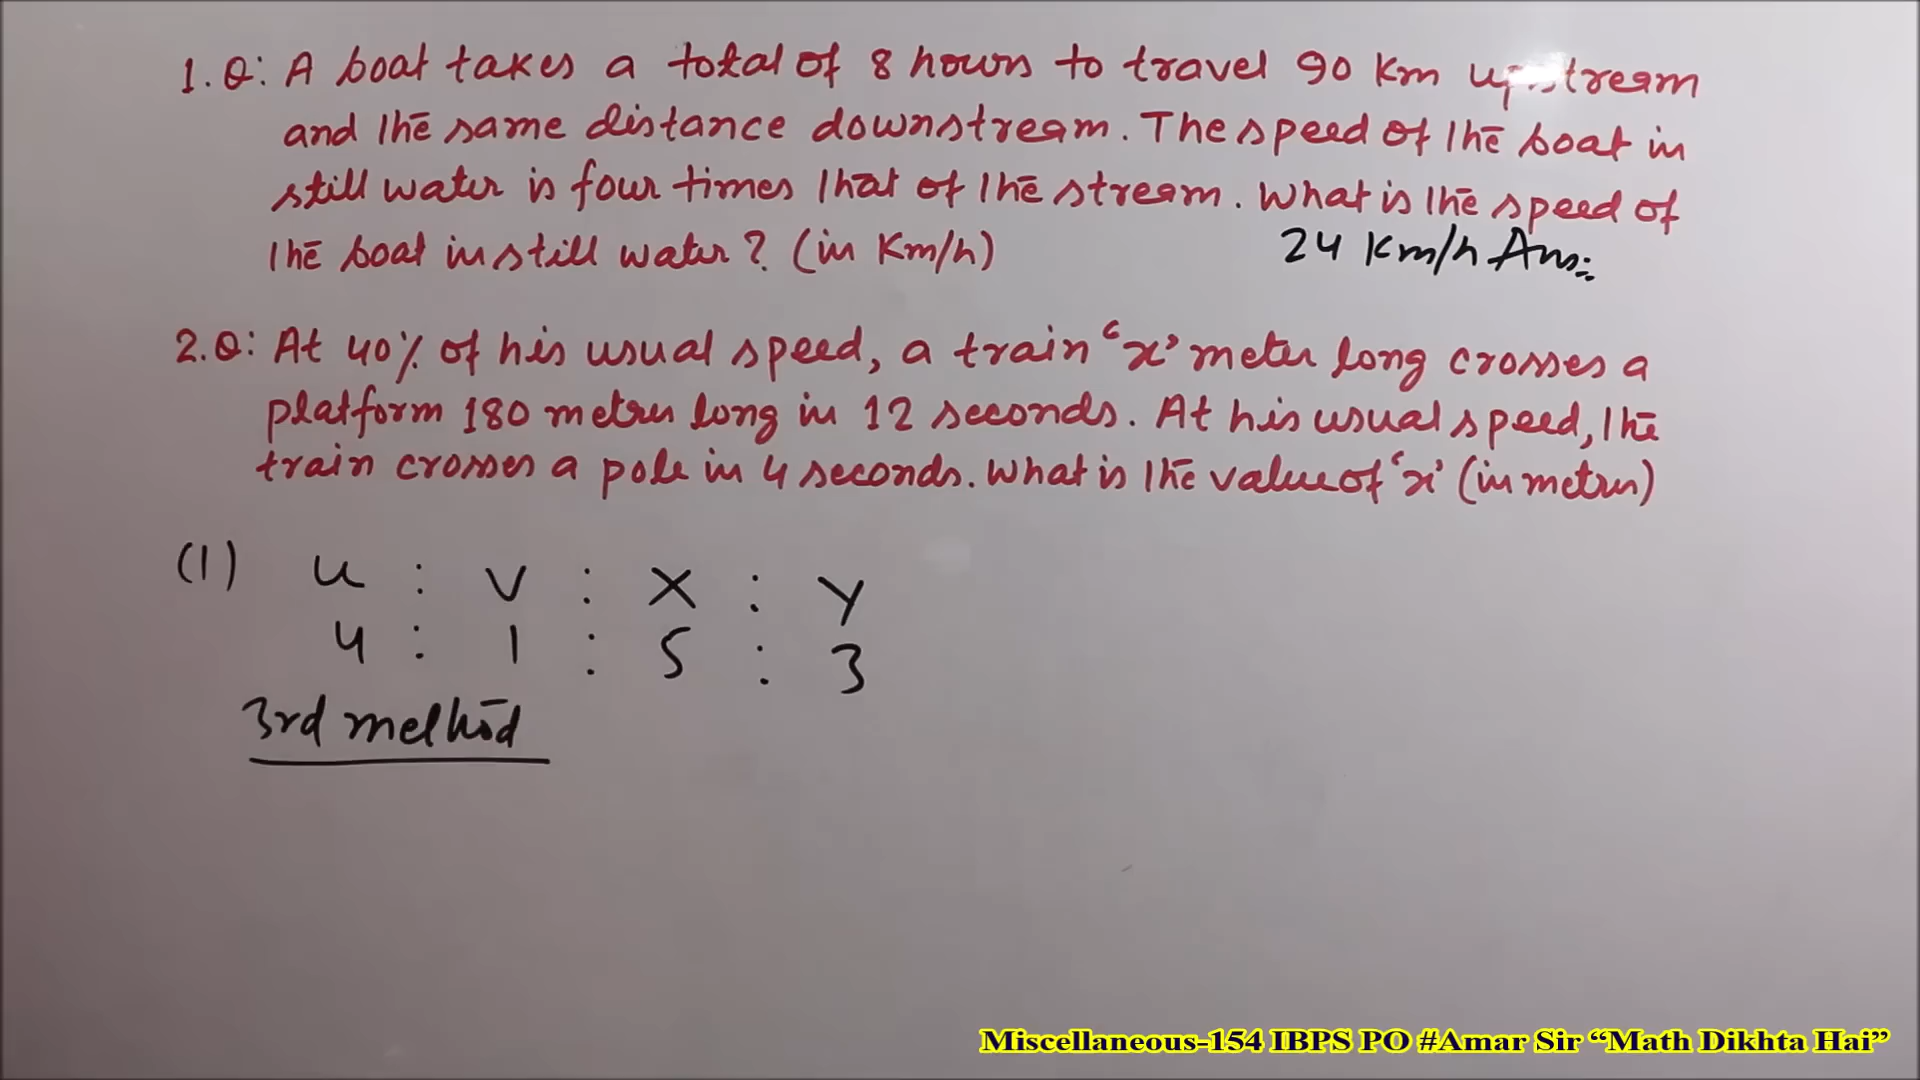 1. Q: A boat takes a total of 8 hours to travel 90 Km upstream
and the same distance downstream. The speed of the boat in
still water is four times that of the stream. What is the speed of
the boat in still water? (in Km/h)
24 Km/h Ans:
2. Q: At 40% of his usual speed, a train 'x' meter long crosses a
platform 180 metres long in 12 seconds. At his usual speed, the
train crosses a pole in 4 seconds. What is the value of 'x' (in metres)
(1) u : v : x : y
4 : 1 : 5 : 3
3rd method
Miscellaneous-154 IBPS PO #Amar Sir “Math Dikhta Hai”